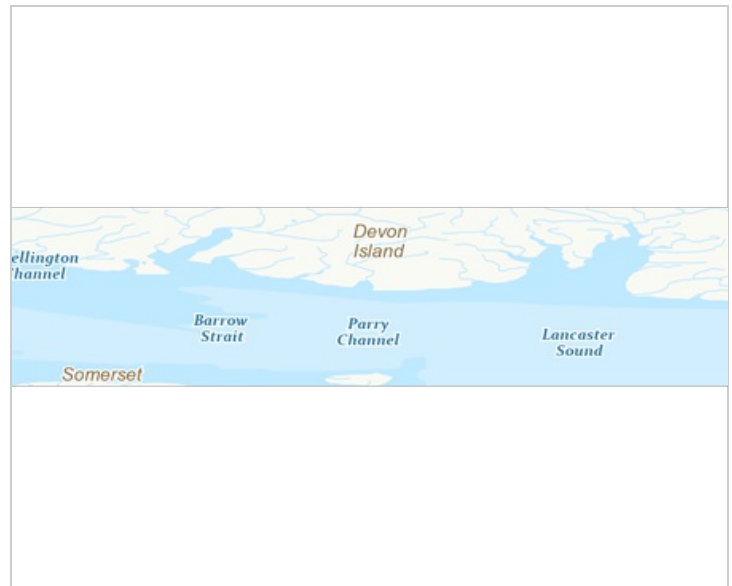 Devon
Island
ellington
hannel
Barrow
Strait
Parry
Channel
Lancaster
Sound
Somerset